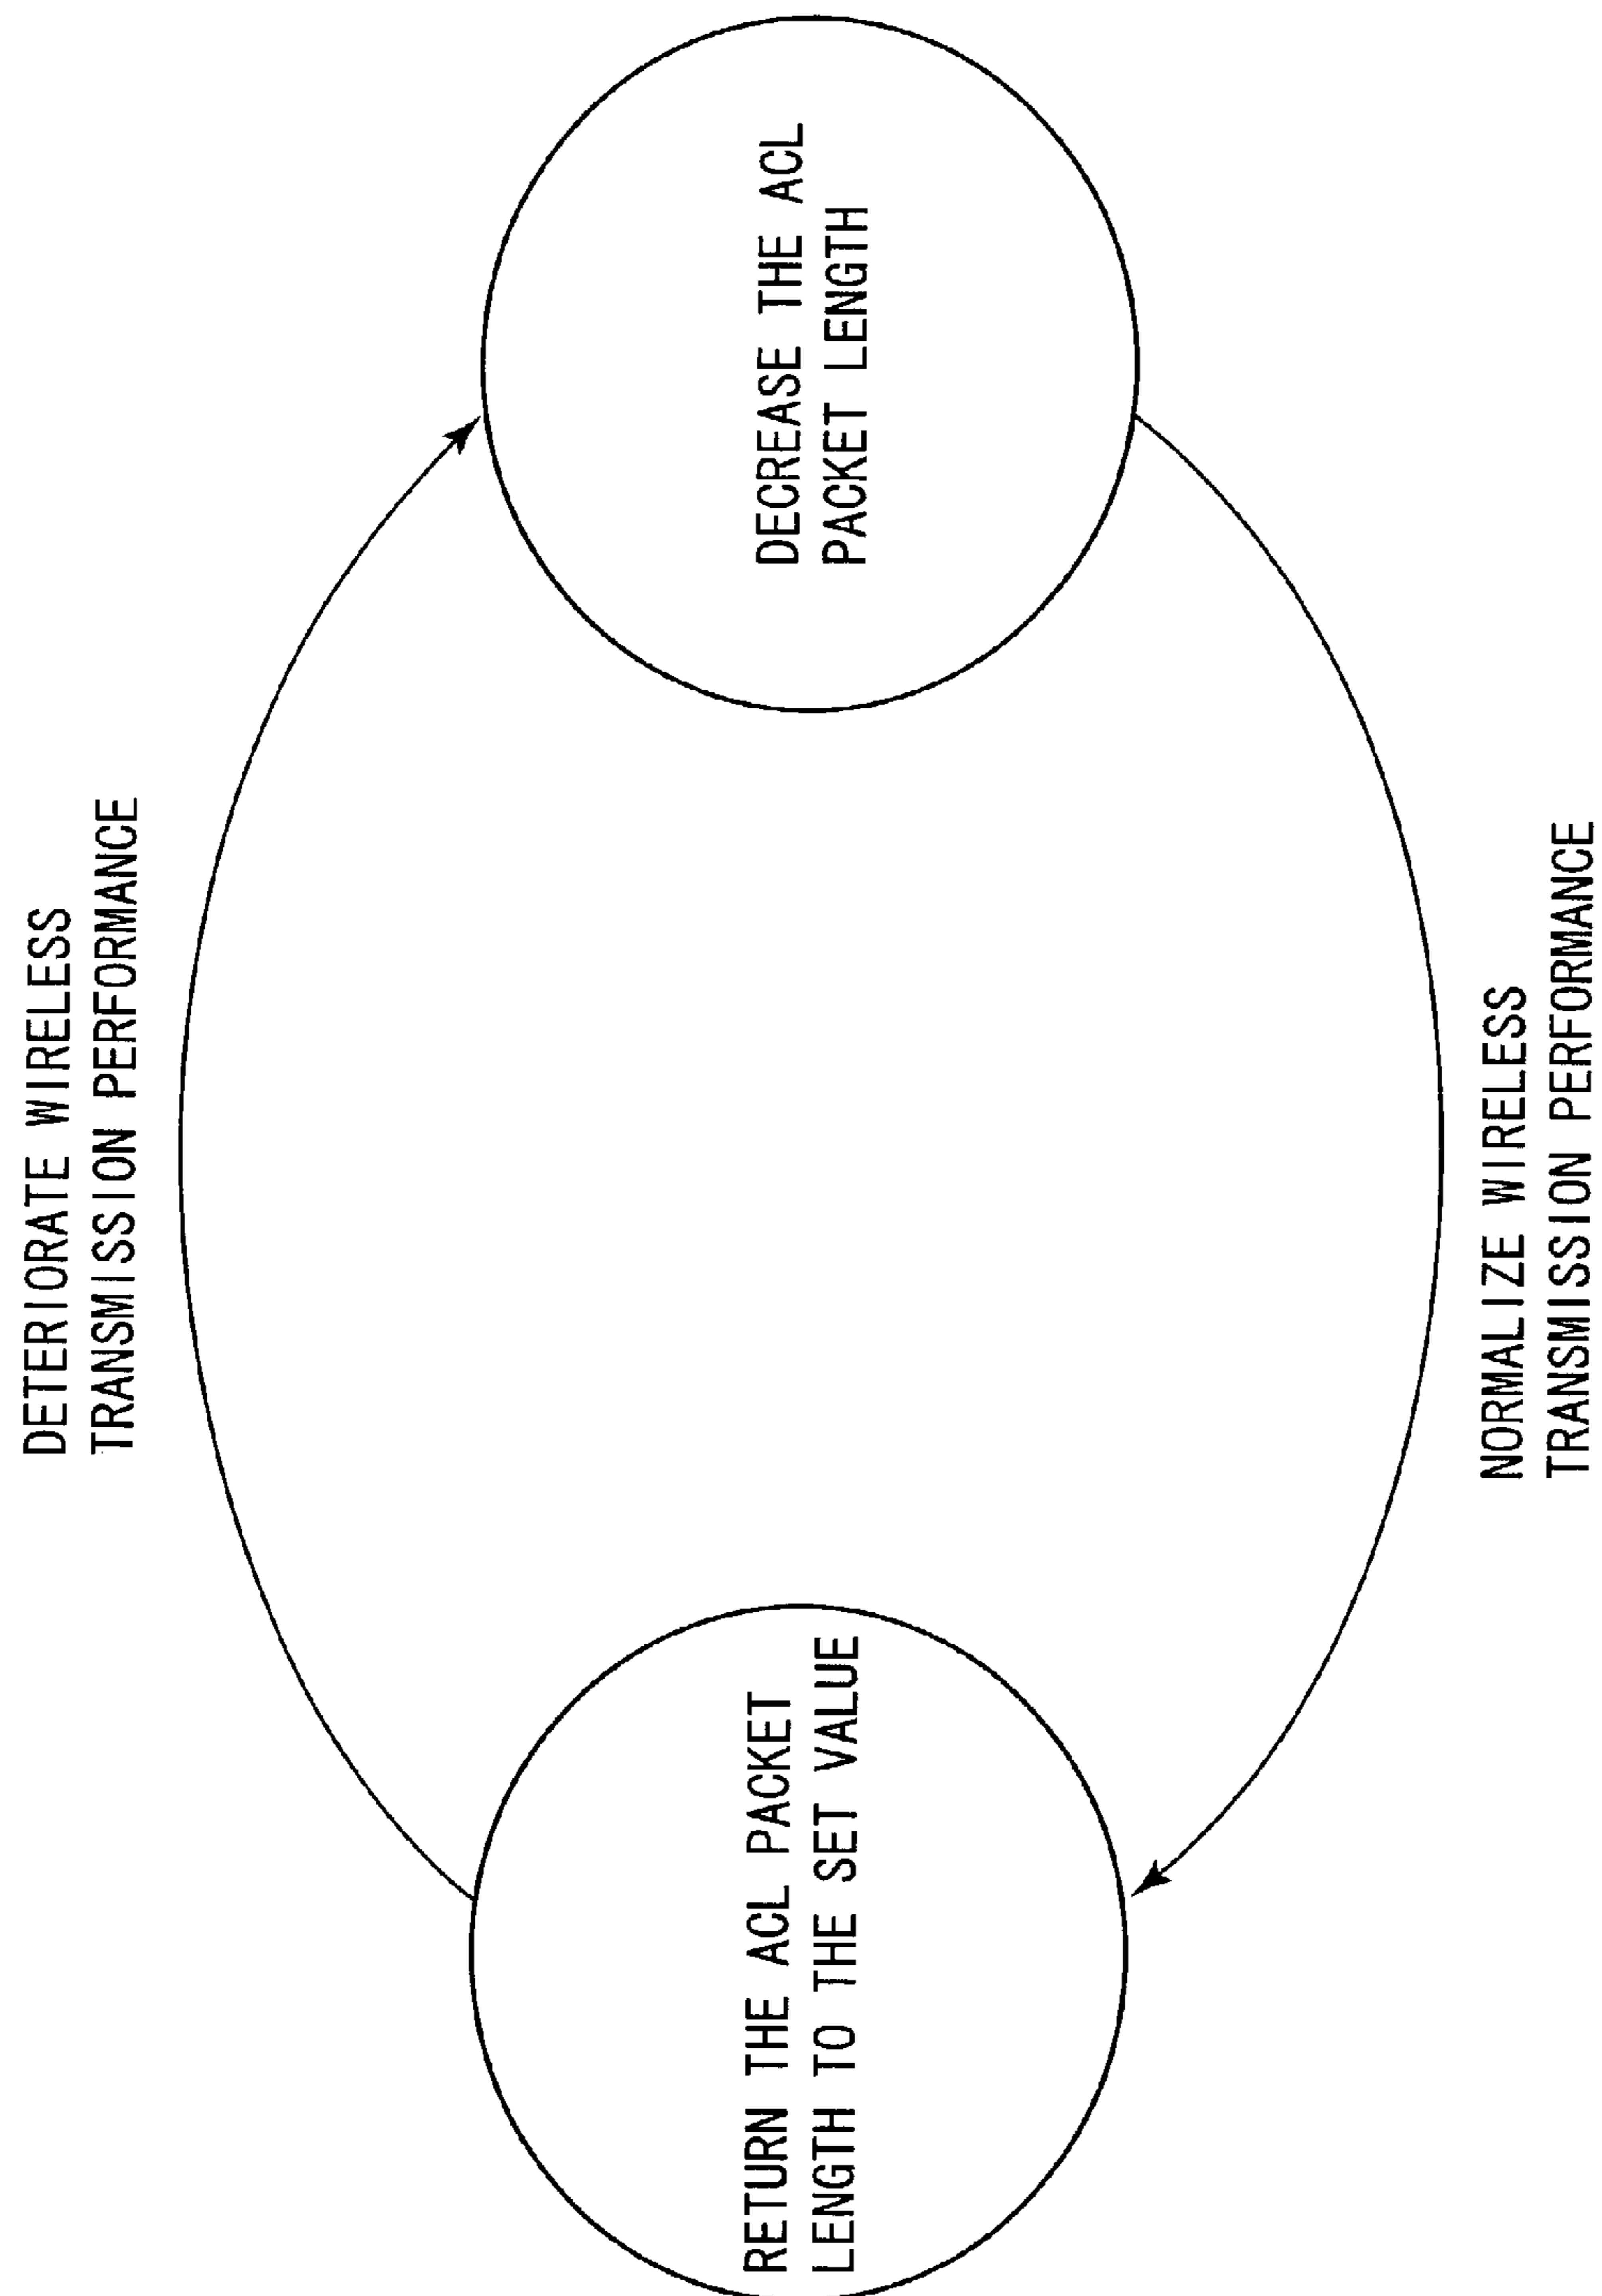 DETERIORATE WIRELESS
TRANSMISSION PERFORMANCE
RETURN THE ACL PACKET
LENGTH TO THE SET VALUE
DECREASE THE ACL
PACKET LENGTH
NORMALIZE WIRELESS
TRANSMISSION PERFORMANCE